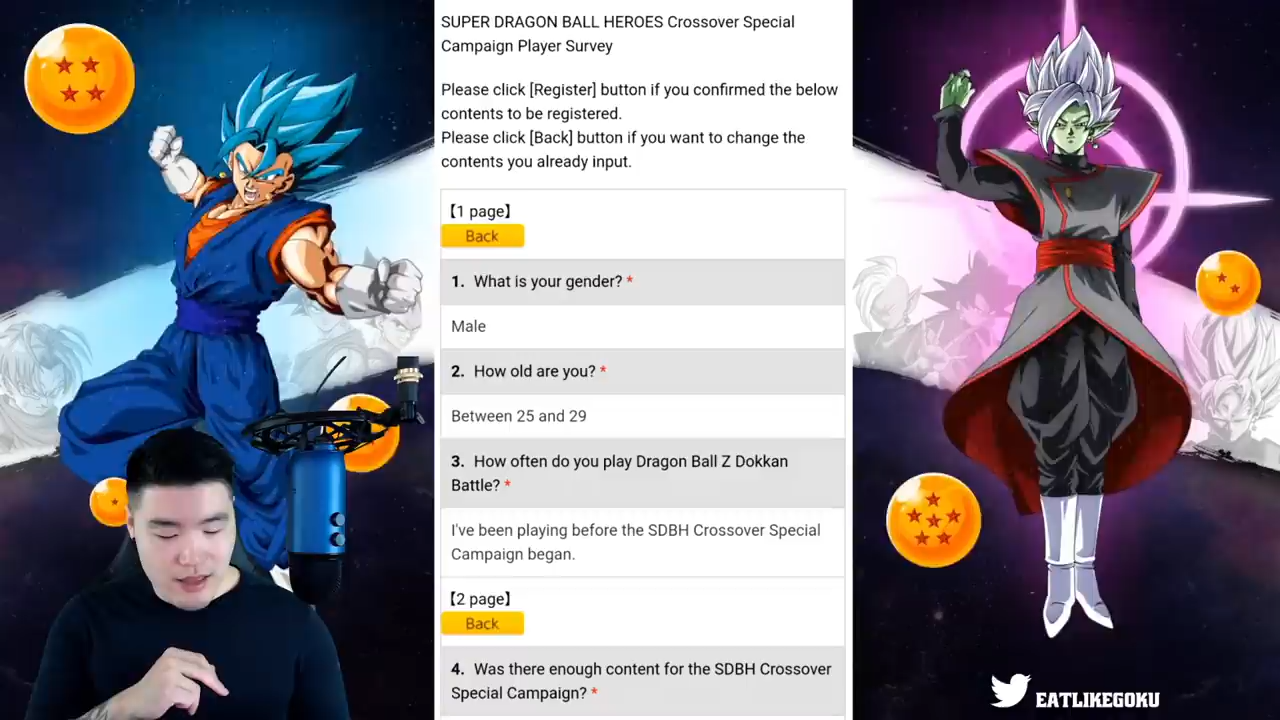 SUPER DRAGON BALL HEROES Crossover Special
Campaign Player Survey
Please click [Register] button if you confirmed the below
contents to be registered.
Please click [Back] button if you want to change the
contents you already input.
【1 page】
Back
1. What is your gender? *
Male
2. How old are you? *
Between 25 and 29
3. How often do you play Dragon Ball Z Dokkan
Battle? *
I've been playing before the SDBH Crossover Special
Campaign began.
【2 page】
Back
4. Was there enough content for the SDBH Crossover
Special Campaign? *
EATLIKEGOKU